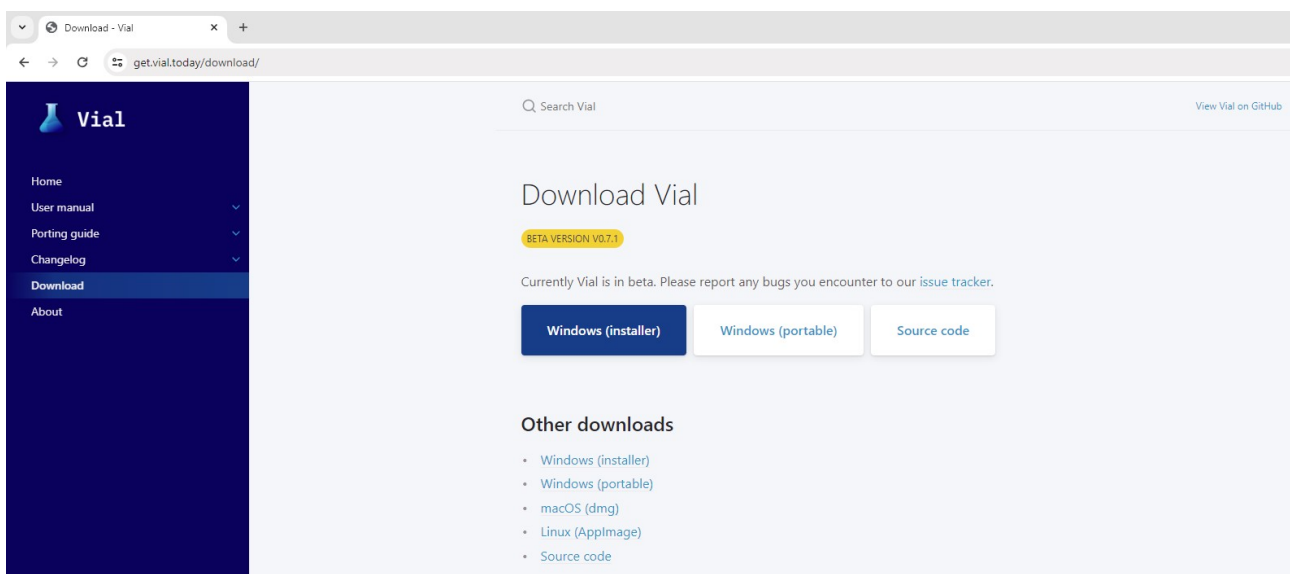 Download - Vial
get.vial.today/download/
Vial
Home
User manual
Porting guide
Changelog
Download
About
Search Vial
View Vial on GitHub
Download Vial
BETA VERSION V0.7.1
Currently Vial is in beta. Please report any bugs you encounter to our issue tracker.
Windows (installer) Windows (portable) Source code
Other downloads
• Windows (installer)
• Windows (portable)
• macOS (dmg)
• Linux (AppImage)
• Source code